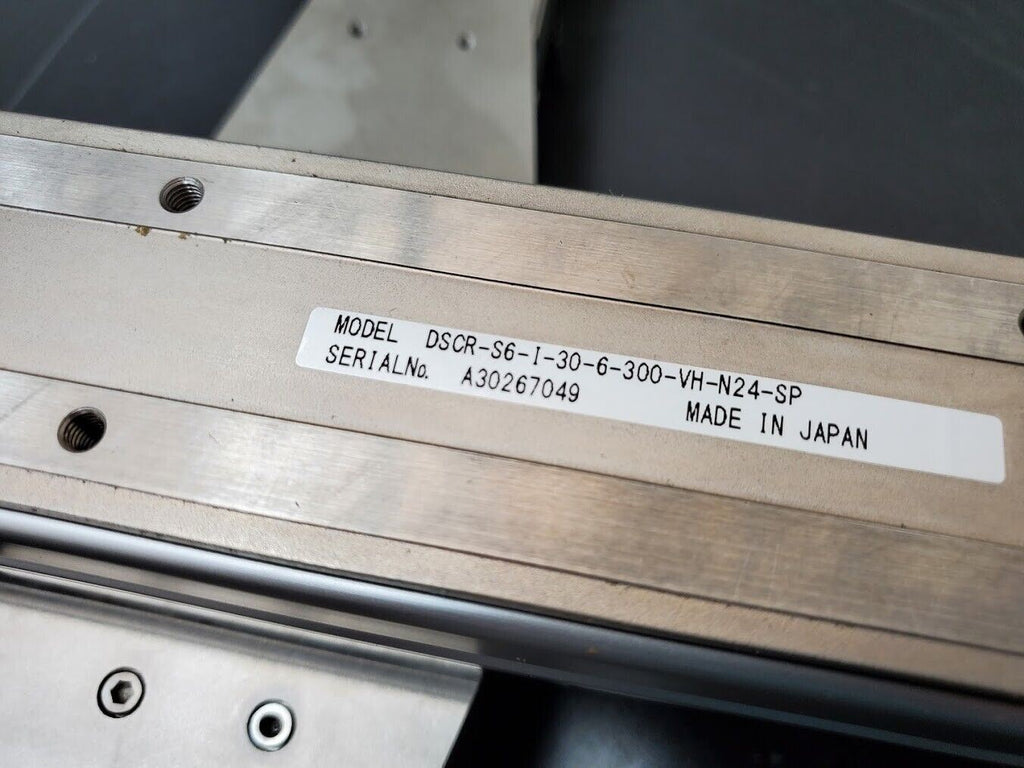 MODEL DSCR-S6-I-30-6-300-VH-N24-SP
SERIALNo. A30267049
MADE IN JAPAN